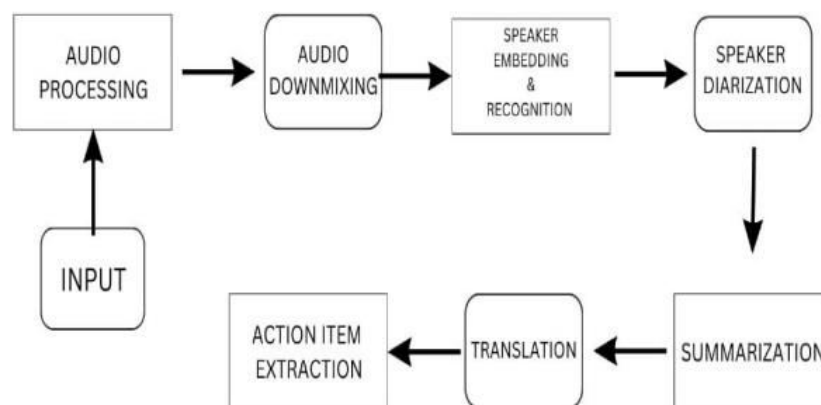 AUDIO
PROCESSING
AUDIO
DOWNMIXING
SPEAKER
EMBEDDING
&
RECOGNITION
SPEAKER
DIARIZATION
INPUT
ACTION ITEM
EXTRACTION
TRANSLATION
SUMMARIZATION